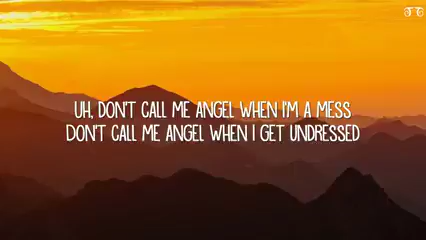 UH, DON'T CALL ME ANGEL WHEN I'M A MESS
DON'T CALL ME ANGEL WHEN I GET UNDRESSED